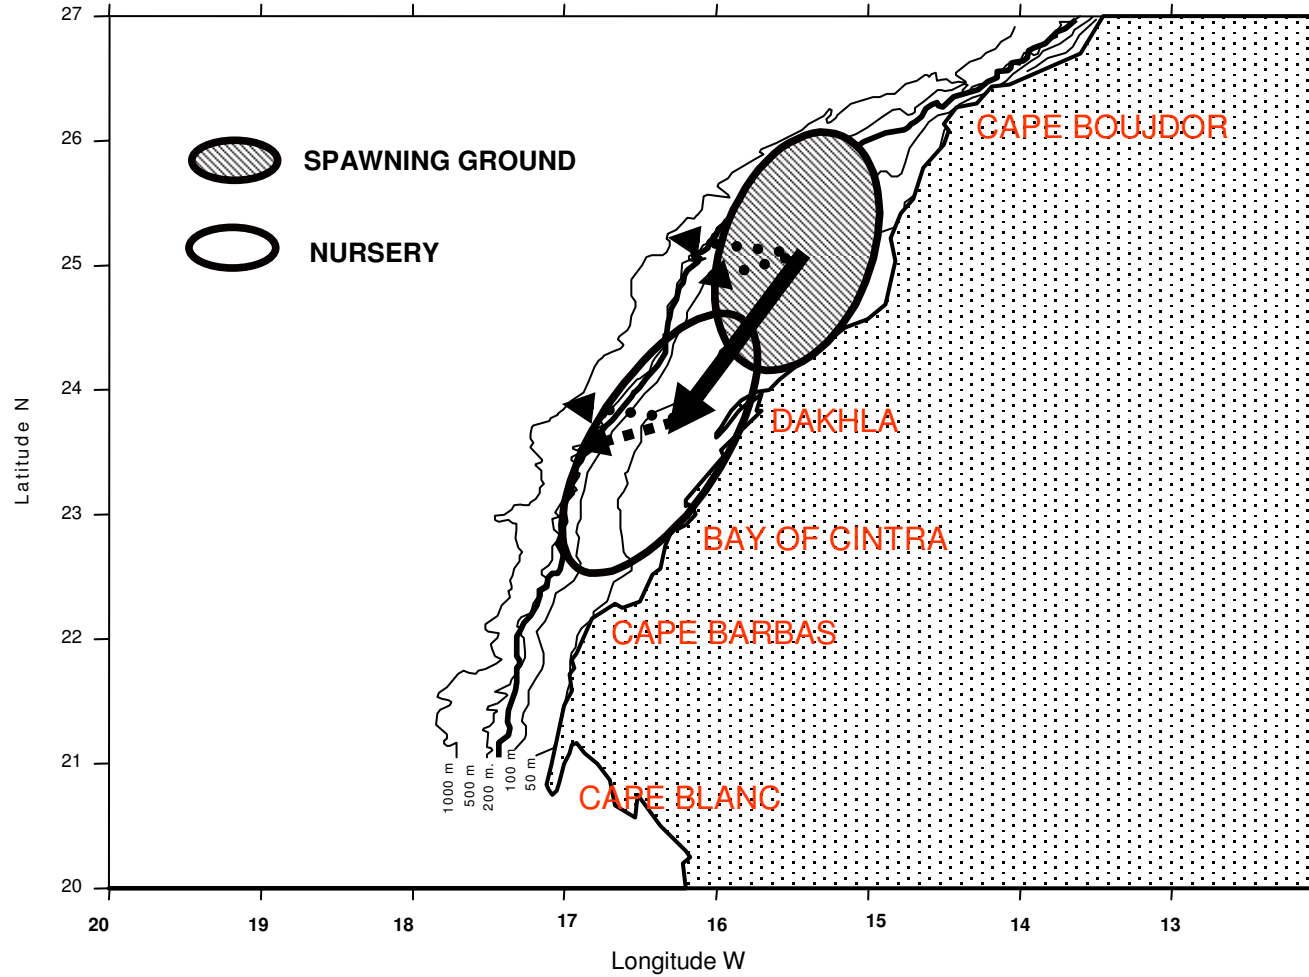 27
26
25
24
23
22
21
20
Latitude N
SPAWNING GROUND
NURSERY
CAPE BOUJDOR
DAKHLA
BAY OF CINTRA
CAPE BARBAS
CAPE BLANC
1000 m
500 m
200 m.
100 m
50 m
20
19
18
17
16
15
14
13
Longitude W